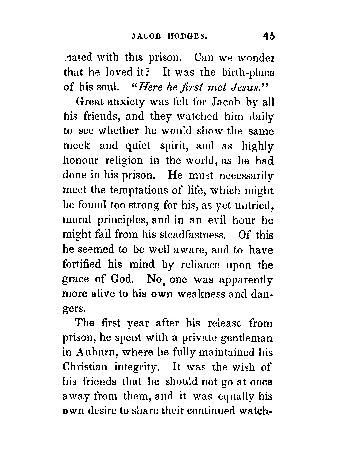 JACOB HODGES. 45
ciated with this prison. Can we wonder
that he loved it? It was the birth-place
of his soul. "Here he first met Jesus."
Great anxiety was felt for Jacob by all
his friends, and they watched him daily
to see whether he would show the same
meek and quiet spirit, and as highly
honour religion in the world, as he had
done in his prison. He must necessarily
meet the temptations of life, which might
be found too strong for his, as yet untried,
moral principles, and in an evil hour he
might fall from his steadfastness. Of this
he seemed to be well aware, and to have
fortified his mind by reliance upon the
grace of God. No one was apparently
more alive to his own weakness and dan-
gers.
The first year after his release from
prison, he spent with a private gentleman
in Auburn, where he fully maintained his
Christian integrity. It was the wish of
his friends that he should not go at once
away from them, and it was equally his
own desire to share their continued watch-